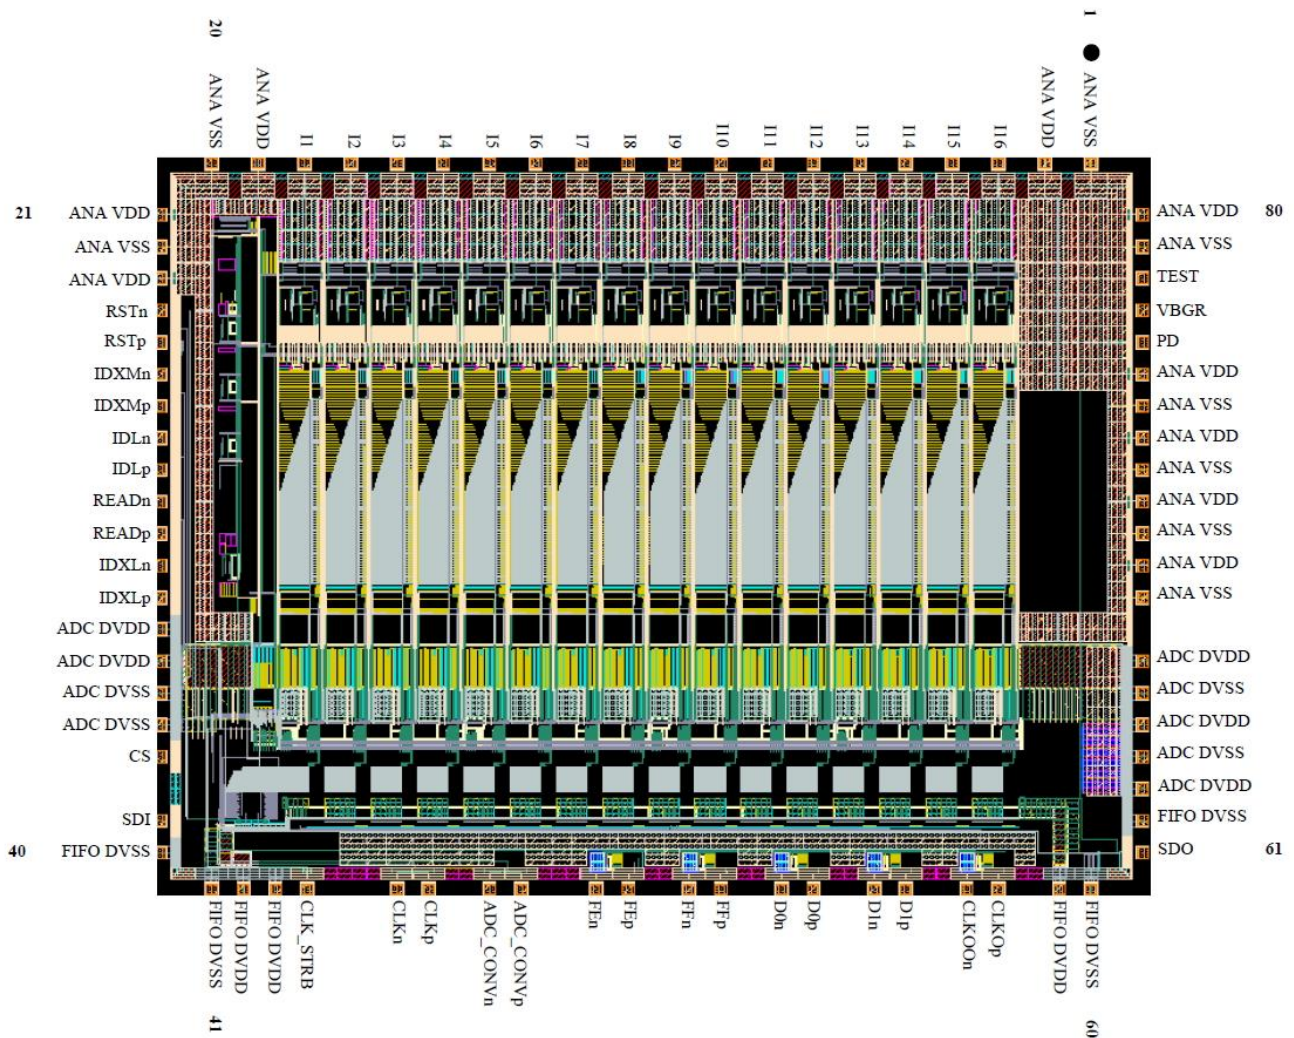 20
1
ANA VSS
ANA VDD
I1
I2
I3
I4
I5
I6
I7
I8
I9
I10
I11
I12
I13
I14
I15
I16
ANA VDD
ANA VSS
21
ANA VDD
ANA VSS
ANA VDD
RSTn
RSTp
IDXMn
IDXMp
IDLn
IDLp
READn
READp
IDXLn
IDXLp
ADC DVDD
ADC DVDD
ADC DVSS
ADC DVSS
CS
SDI
40
FIFO DVSS
ANA VDD
80
ANA VSS
TEST
VBGR
PD
ANA VDD
ANA VSS
ANA VDD
ANA VSS
ANA VDD
ANA VSS
ANA VDD
ANA VSS
ADC DVDD
ADC DVSS
ADC DVDD
ADC DVSS
ADC DVDD
FIFO DVSS
SDO
61
FIFO DVSS
FIFO DVDD
FIFO DVDD
CLK_STRB
CLKn
CLKp
ADC_CONVn
ADC_CONVp
FEn
FEp
FFn
FFp
D0n
D0p
D1n
D1p
CLKOOn
CLKOp
FIFO DVDD
FIFO DVSS
41
60